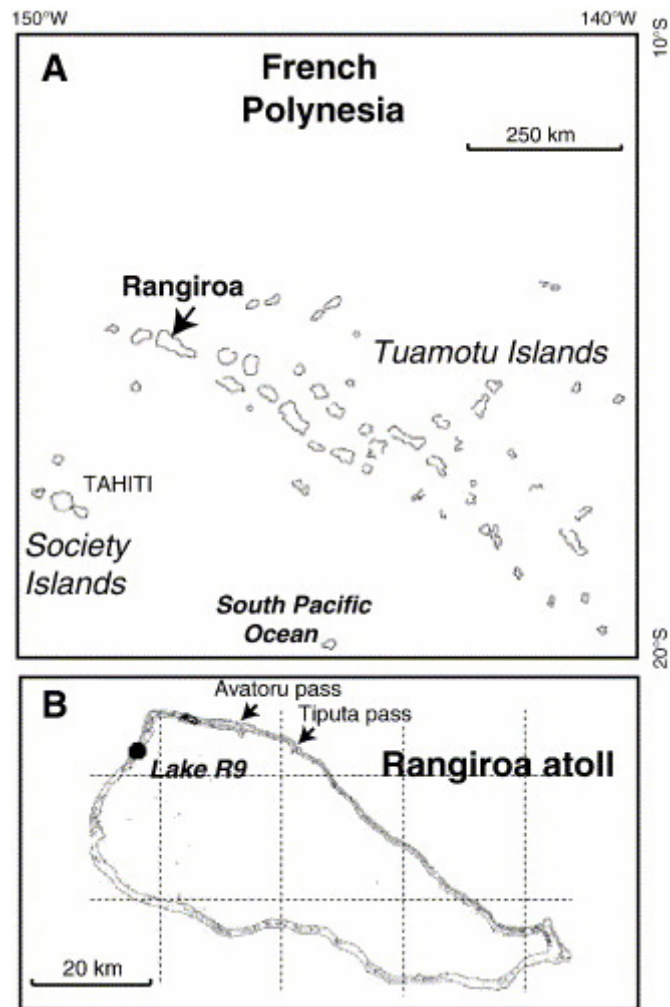 150°W
140°W
10°S
A
French
Polynesia
250 km
Rangiroa
Tuamotu Islands
TAHITI
Society
Islands
South Pacific
Ocean
20°S
B
Avatoru pass
Tiputa pass
Lake R9
Rangiroa atoll
20 km